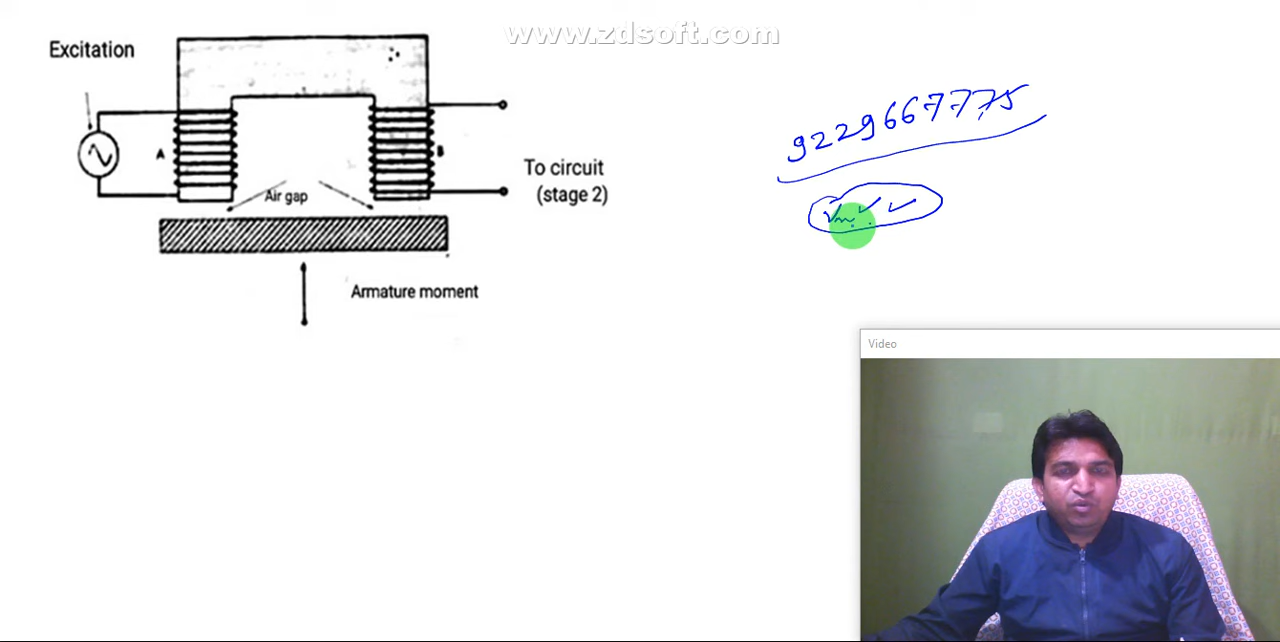 www.zdsoft.com
Excitation
A
B
To circuit
(stage 2)
Air gap
Armature moment
9229667775
Video